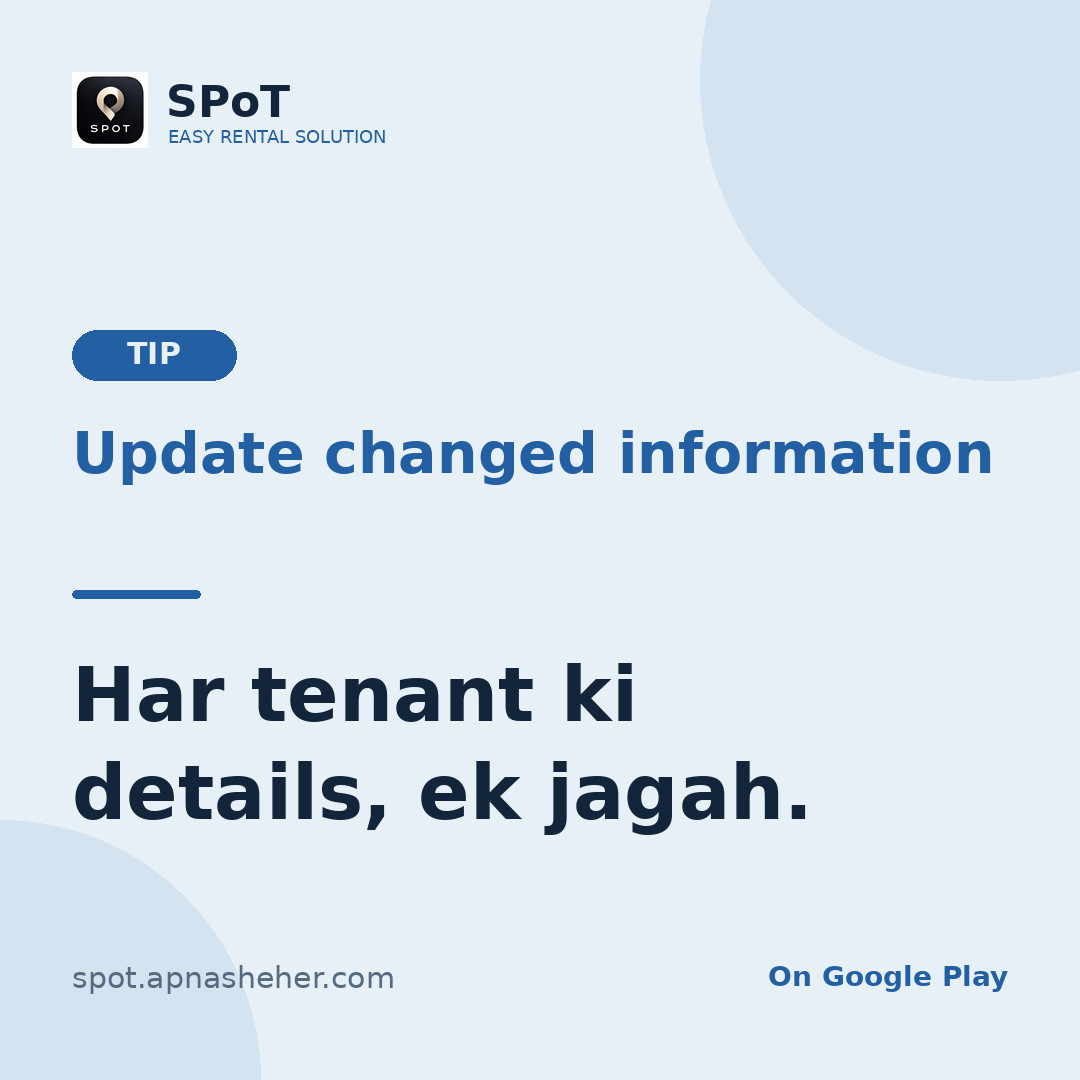 SPOT
SPoT
EASY RENTAL SOLUTION
TIP
Update changed information
Har tenant ki
details, ek jagah.
spot.apnasheher.com
On Google Play